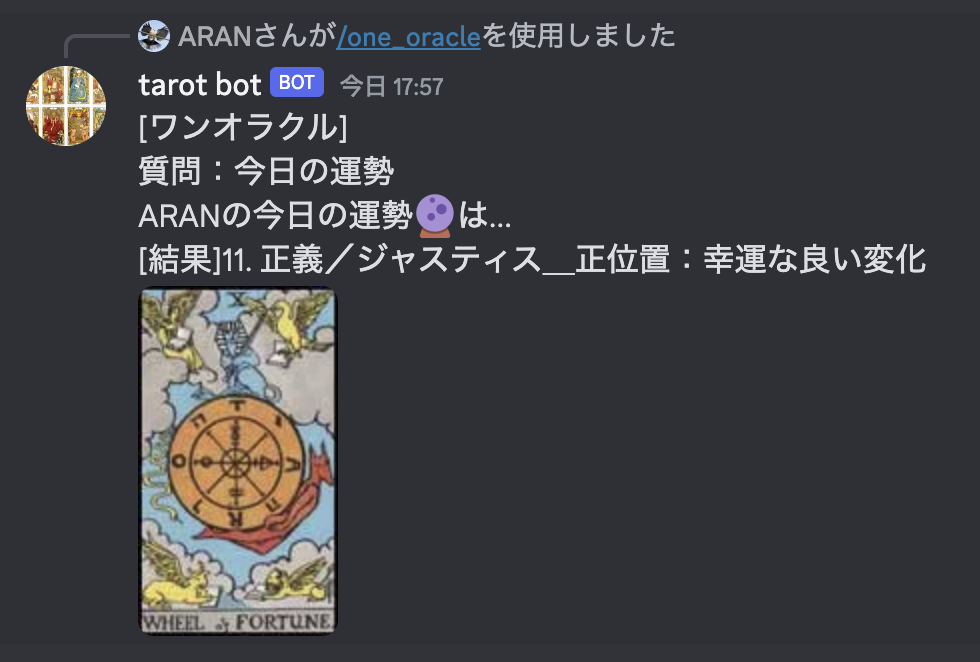 ARANさんが/one_oracleを使用しました
tarot bot BOT 今日 17:57
[ワンオラクル]
質問：今日の運勢
ARANの今日の運勢🔮は...
[結果]11. 正義／ジャスティス__正位置：幸運な良い変化
X
WHEEL of FORTUNE.